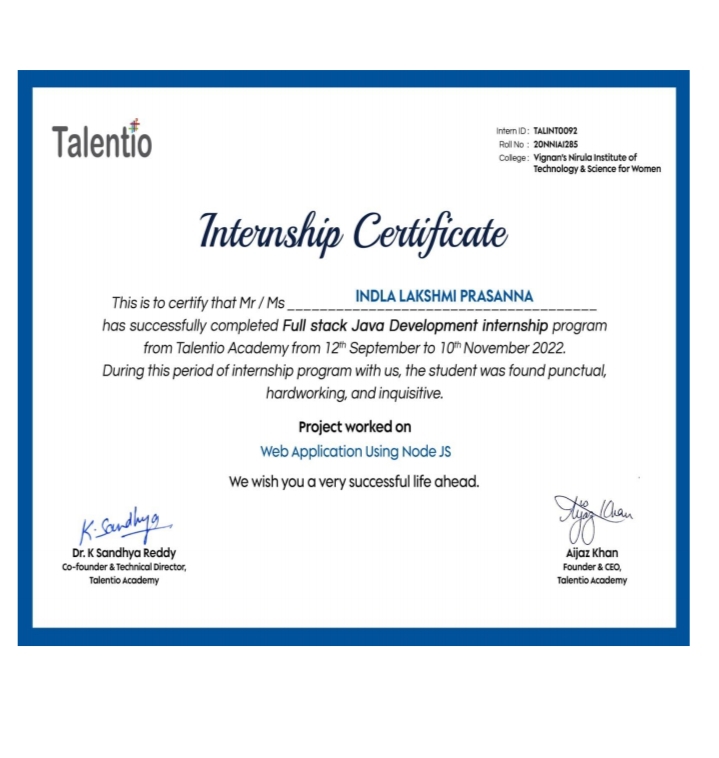 Talentio
Intern ID : TALINT0092
Roll No : 20NN1A1285
College : Vignan's Nirula Institute of
Technology & Science for Women
Internship Certificate
This is to certify that Mr / Ms INDLA LAKSHMI PRASANNA
has successfully completed Full stack Java Development internship program
from Talentio Academy from 12th September to 10th November 2022.
During this period of internship program with us, the student was found punctual,
hardworking, and inquisitive.
Project worked on
Web Application Using Node JS
We wish you a very successful life ahead.
K. Sandhya
Dr. K Sandhya Reddy
Co-founder & Technical Director,
Talentio Academy
Aijaz Khan
Aijaz Khan
Founder & CEO,
Talentio Academy